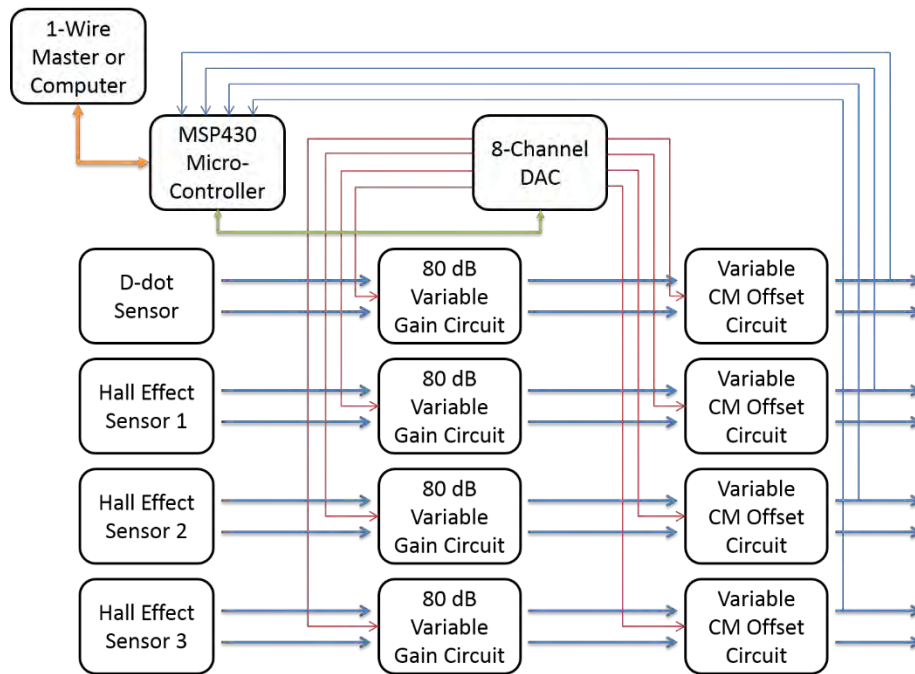 1-Wire
Master or
Computer
MSP430
Micro-
Controller
8-Channel
DAC
D-dot
Sensor
80 dB
Variable
Gain Circuit
Variable
CM Offset
Circuit
Hall Effect
Sensor 1
80 dB
Variable
Gain Circuit
Variable
CM Offset
Circuit
Hall Effect
Sensor 2
80 dB
Variable
Gain Circuit
Variable
CM Offset
Circuit
Hall Effect
Sensor 3
80 dB
Variable
Gain Circuit
Variable
CM Offset
Circuit